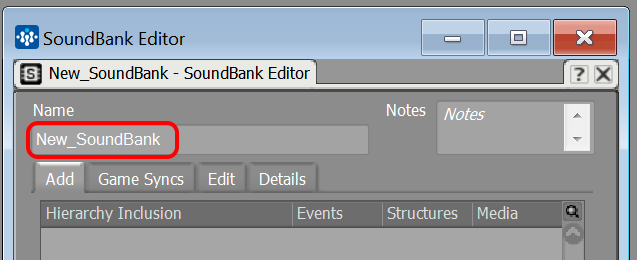 SoundBank Editor
New_SoundBank - SoundBank Editor
Name
Notes
Notes
New_SoundBank
Add Game Syncs Edit Details
Hierarchy Inclusion Events Structures Media